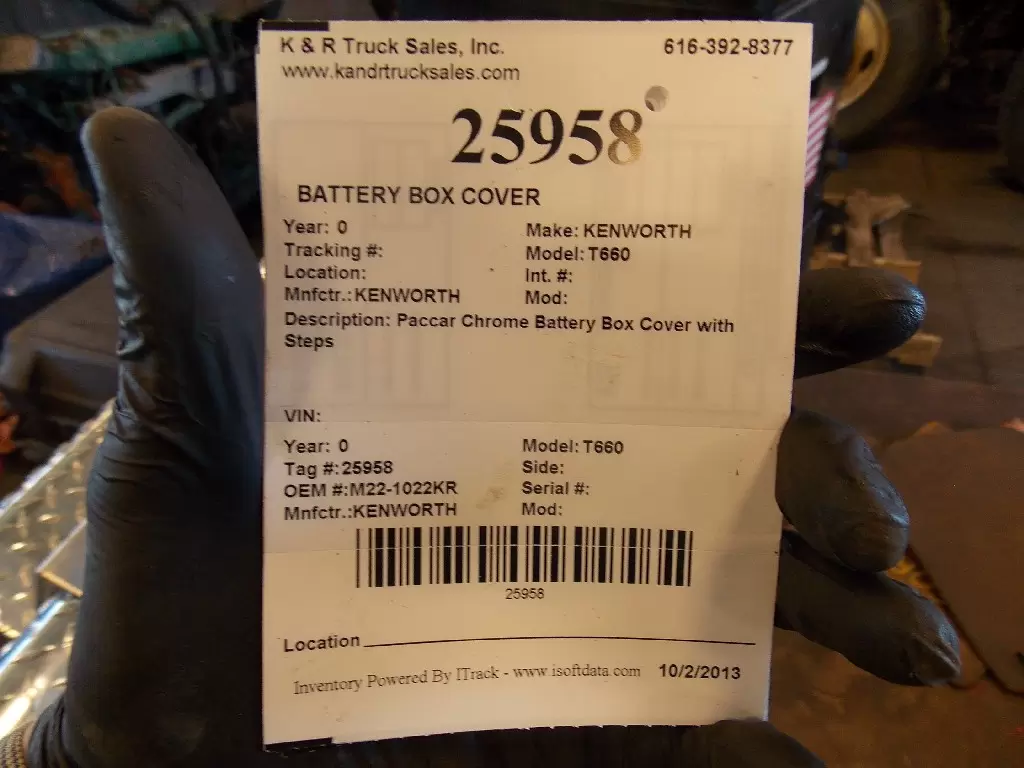 K & R Truck Sales, Inc. 616-392-8377
www.kandrtrucksales.com
25958
BATTERY BOX COVER
Year: 0 Make: KENWORTH
Tracking #: Model: T660
Location: Int. #:
Mnfctr.: KENWORTH Mod:
Description: Paccar Chrome Battery Box Cover with
Steps
VIN:
Year: 0 Model: T660
Tag #: 25958 Side:
OEM #: M22-1022KR Serial #:
Mnfctr.: KENWORTH Mod:
25958
Location
Inventory Powered By ITrack - www.isoftdata.com 10/2/2013